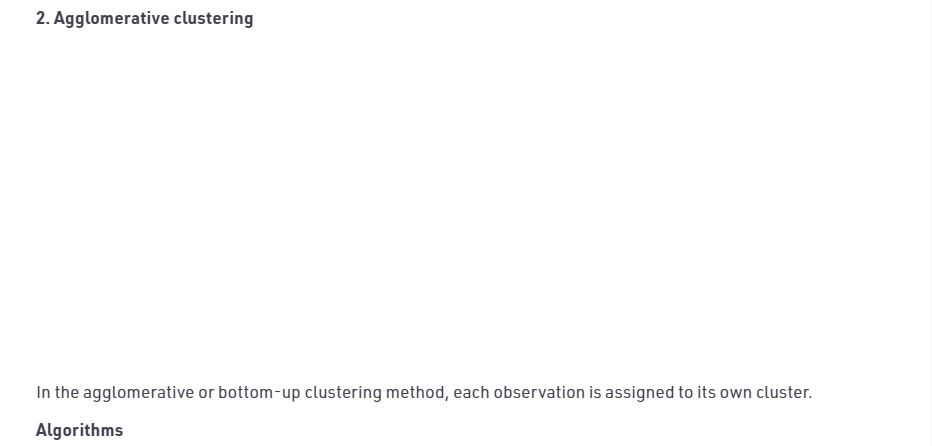 2. Agglomerative clustering
In the agglomerative or bottom-up clustering method, each observation is assigned to its own cluster.
Algorithms